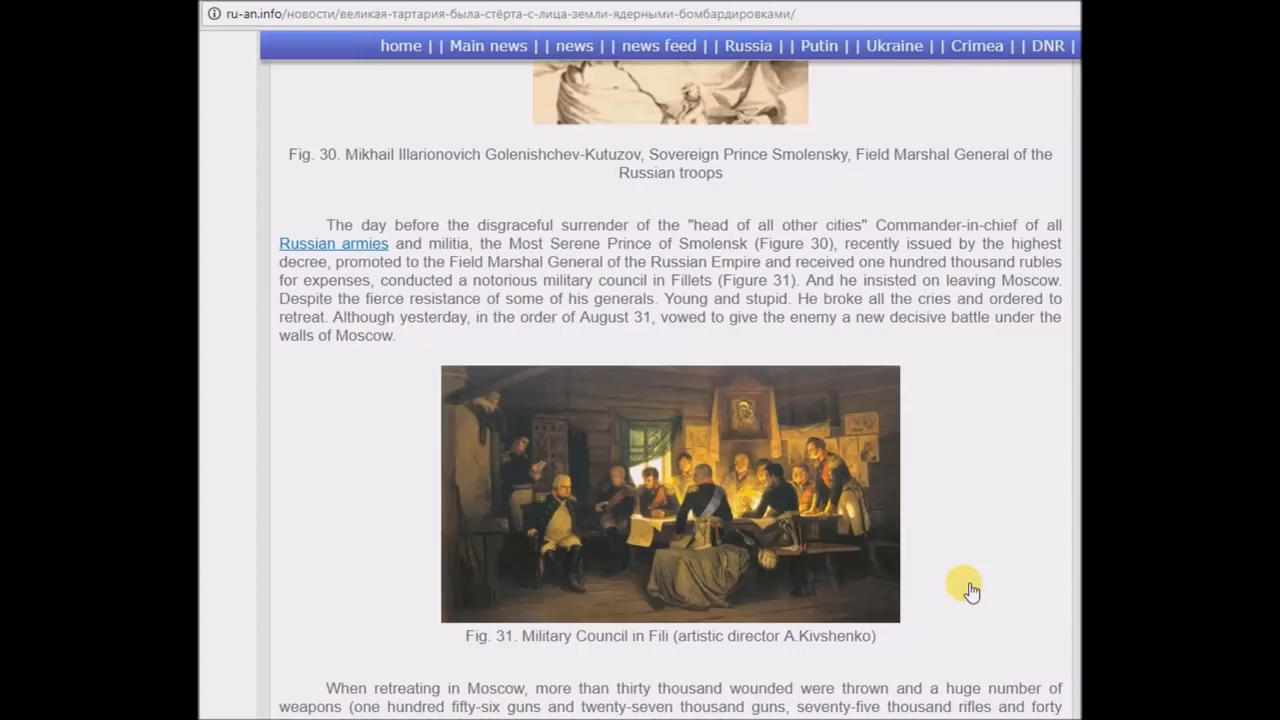 ru-an.info/новости/великая-тартария-была-стёрта-с-лица-земли-ядерными-бомбардировками/
home | | Main news | | news | | news feed | | Russia | | Putin | | Ukraine | | Crimea | | DNR |
Fig. 30. Mikhail Illarionovich Golenishchev-Kutuzov, Sovereign Prince Smolensky, Field Marshal General of the
Russian troops
The day before the disgraceful surrender of the "head of all other cities" Commander-in-chief of all
Russian armies and militia, the Most Serene Prince of Smolensk (Figure 30), recently issued by the highest
decree, promoted to the Field Marshal General of the Russian Empire and received one hundred thousand rubles
for expenses, conducted a notorious military council in Fillets (Figure 31). And he insisted on leaving Moscow.
Despite the fierce resistance of some of his generals. Young and stupid. He broke all the cries and ordered to
retreat. Although yesterday, in the order of August 31, vowed to give the enemy a new decisive battle under the
walls of Moscow.
Fig. 31. Military Council in Fili (artistic director A.Kivshenko)
When retreating in Moscow, more than thirty thousand wounded were thrown and a huge number of
weapons (one hundred fifty-six guns and twenty-seven thousand guns, seventy-five thousand rifles and forty